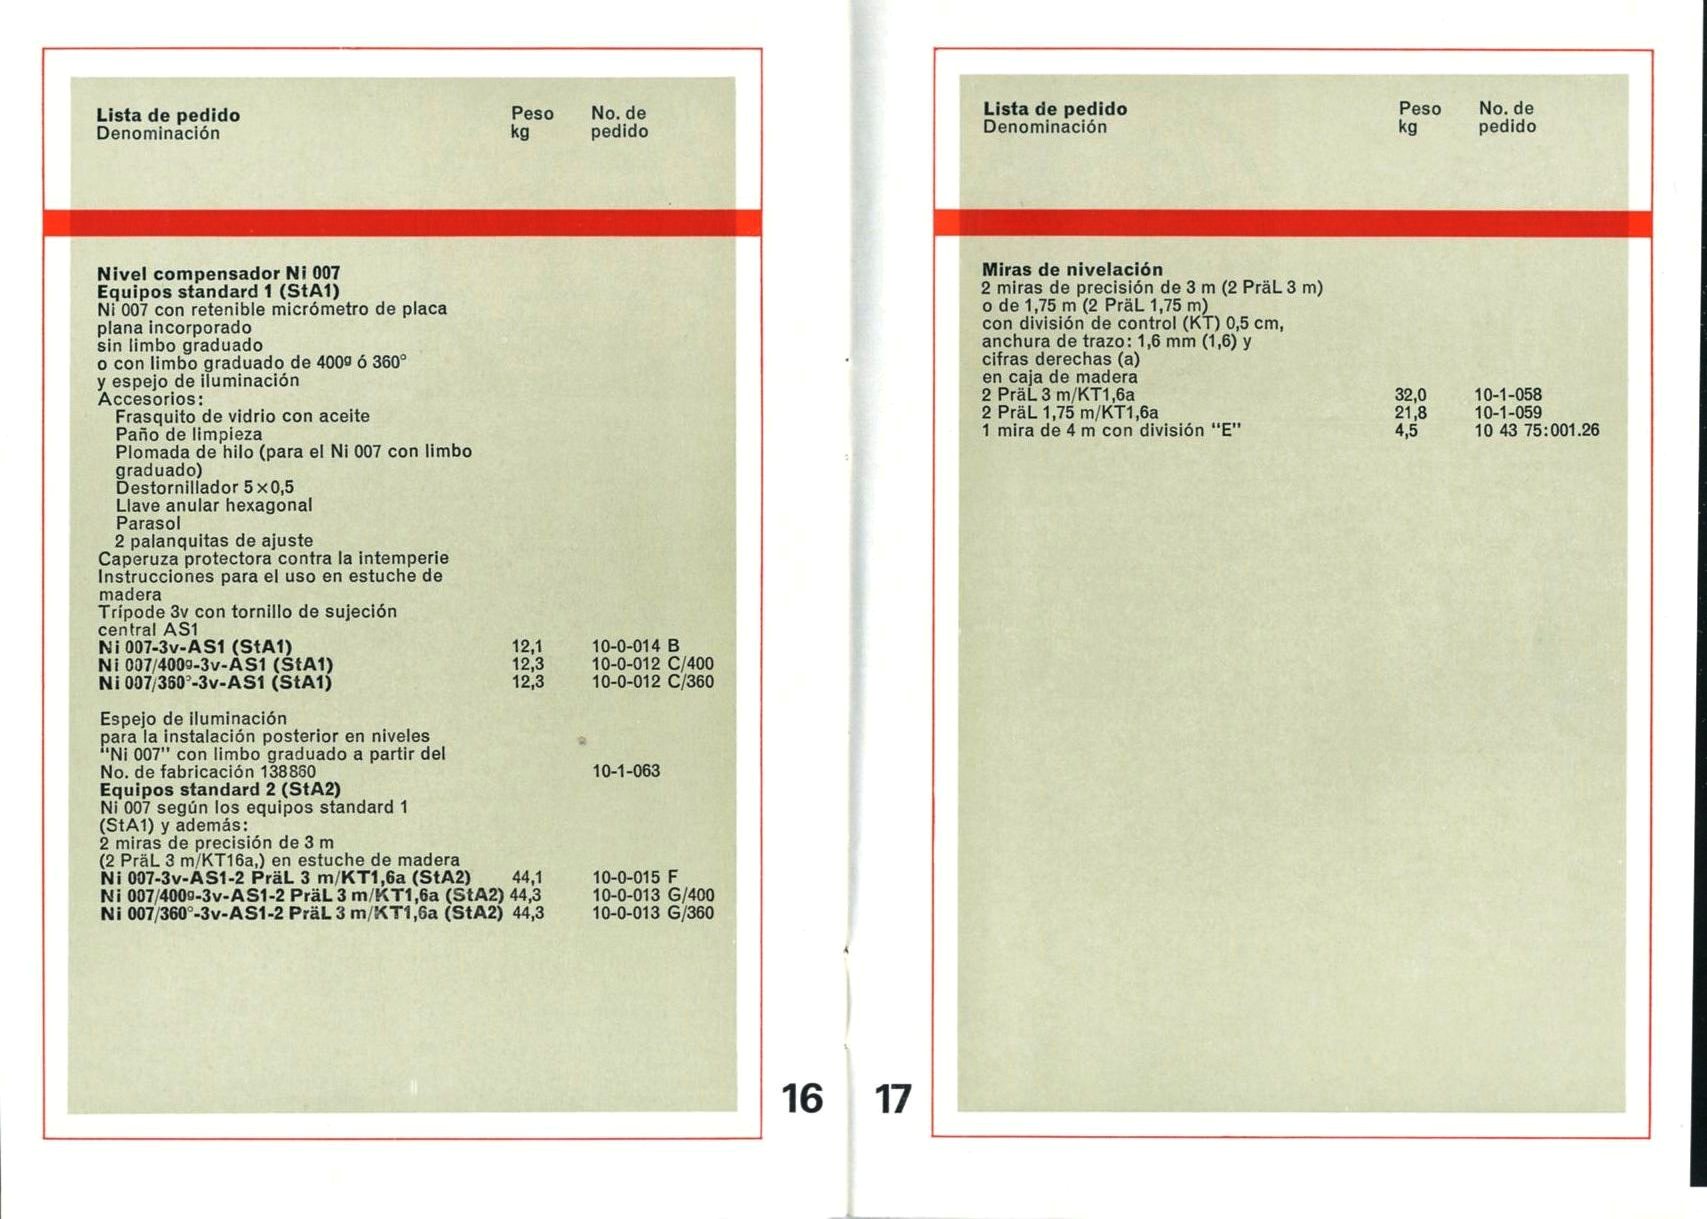 Lista de pedido Peso No. de
Denominación kg pedido
Nivel compensador Ni 007
Equipos standard 1 (StA1)
Ni 007 con retenible micrómetro de placa
plana incorporado
sin limbo graduado
o con limbo graduado de 400ᵍ ó 360°
y espejo de iluminación
Accesorios:
Frasquito de vidrio con aceite
Paño de limpieza
Plomada de hilo (para el Ni 007 con limbo
graduado)
Destornillador 5×0,5
Llave anular hexagonal
Parasol
2 palanquitas de ajuste
Caperuza protectora contra la intemperie
Instrucciones para el uso en estuche de
madera
Trípode 3v con tornillo de sujeción
central AS1
Ni 007-3v-AS1 (StA1) 12,1 10-0-014 B
Ni 007/400ᵍ-3v-AS1 (StA1) 12,3 10-0-012 C/400
Ni 007/360°-3v-AS1 (StA1) 12,3 10-0-012 C/360
Espejo de iluminación
para la instalación posterior en niveles
"Ni 007" con limbo graduado a partir del
No. de fabricación 138860 10-1-063
Equipos standard 2 (StA2)
Ni 007 según los equipos standard 1
(StA1) y además:
2 miras de precisión de 3 m
(2 PräL 3 m/KT16a,) en estuche de madera
Ni 007-3v-AS1-2 PräL 3 m/KT1,6a (StA2) 44,1 10-0-015 F
Ni 007/400ᵍ-3v-AS1-2 PräL 3 m/KT1,6a (StA2) 44,3 10-0-013 G/400
Ni 007/360°-3v-AS1-2 PräL 3 m/KT1,6a (StA2) 44,3 10-0-013 G/360
16
Lista de pedido Peso No. de
Denominación kg pedido
Miras de nivelación
2 miras de precisión de 3 m (2 PräL 3 m)
o de 1,75 m (2 PräL 1,75 m)
con división de control (KT) 0,5 cm,
anchura de trazo: 1,6 mm (1,6) y
cifras derechas (a)
en caja de madera
2 PräL 3 m/KT1,6a 32,0 10-1-058
2 PräL 1,75 m/KT1,6a 21,8 10-1-059
1 mira de 4 m con división "E" 4,5 10 43 75:001.26
17